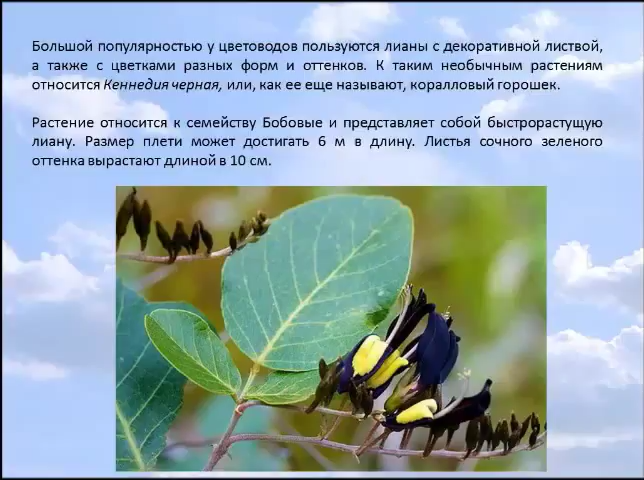 Большой популярностью у цветоводов пользуются лианы с декоративной листвой,
а также с цветками разных форм и оттенков. К таким необычным растениям
относится Кеннедия черная, или, как ее еще называют, коралловый горошек.
Растение относится к семейству Бобовые и представляет собой быстрорастущую
лиану. Размер плети может достигать 6 м в длину. Листья сочного зеленого
оттенка вырастают длиной в 10 см.